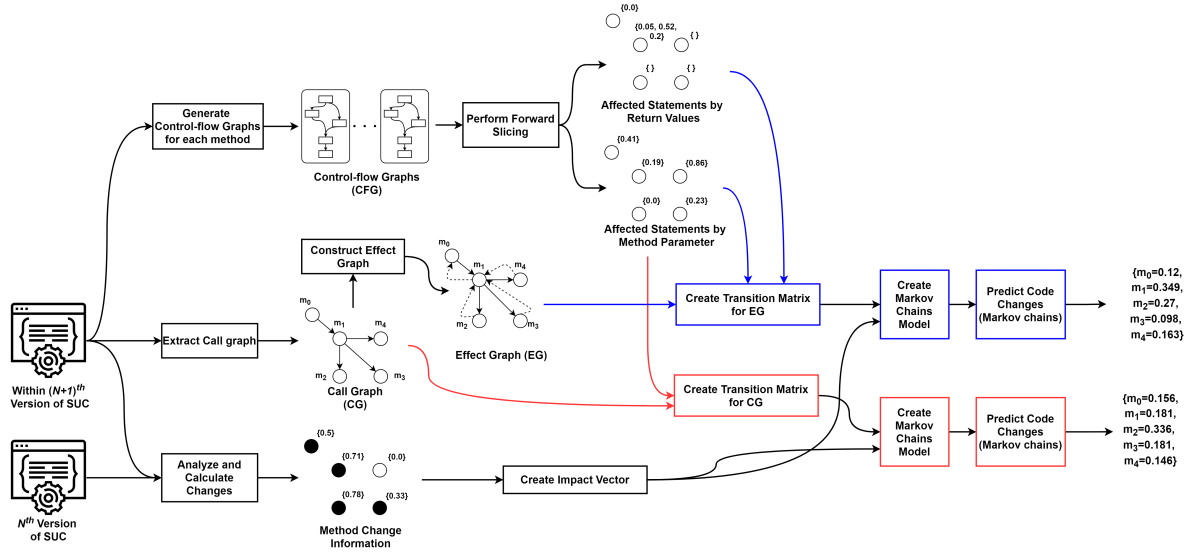 {0.0}
{0.05, 0.52,
0.2}
{ }
{ }
{ }
Affected Statements by
Return Values
Generate
Control-flow Graphs
for each method
. . .
Control-flow Graphs
(CFG)
Perform Forward
Slicing
{0.41}
{0.19}
{0.86}
{0.0}
{0.23}
Affected Statements by
Method Parameter
Construct Effect
Graph
m0
m1
m4
m2
m3
Effect Graph (EG)
Create Transition Matrix
for EG
Create
Markov
Chains
Model
Predict Code
Changes
(Markov chains)
{m0=0.12,
m1=0.349,
m2=0.27,
m3=0.098,
m4=0.163}
Within (N+1)th
Version of SUC
Extract Call graph
m0
m1
m4
m2
m3
Call Graph
(CG)
Create Transition Matrix
for CG
Create
Markov
Chains
Model
Predict Code
Changes
(Markov chains)
{m0=0.156,
m1=0.181,
m2=0.336,
m3=0.181,
m4=0.146}
Nth Version
of SUC
Analyze and
Calculate
Changes
{0.5}
{0.71}
{0.0}
{0.78}
{0.33}
Method Change
Information
Create Impact Vector